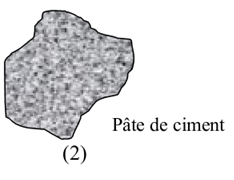 Pâte de ciment
(2)